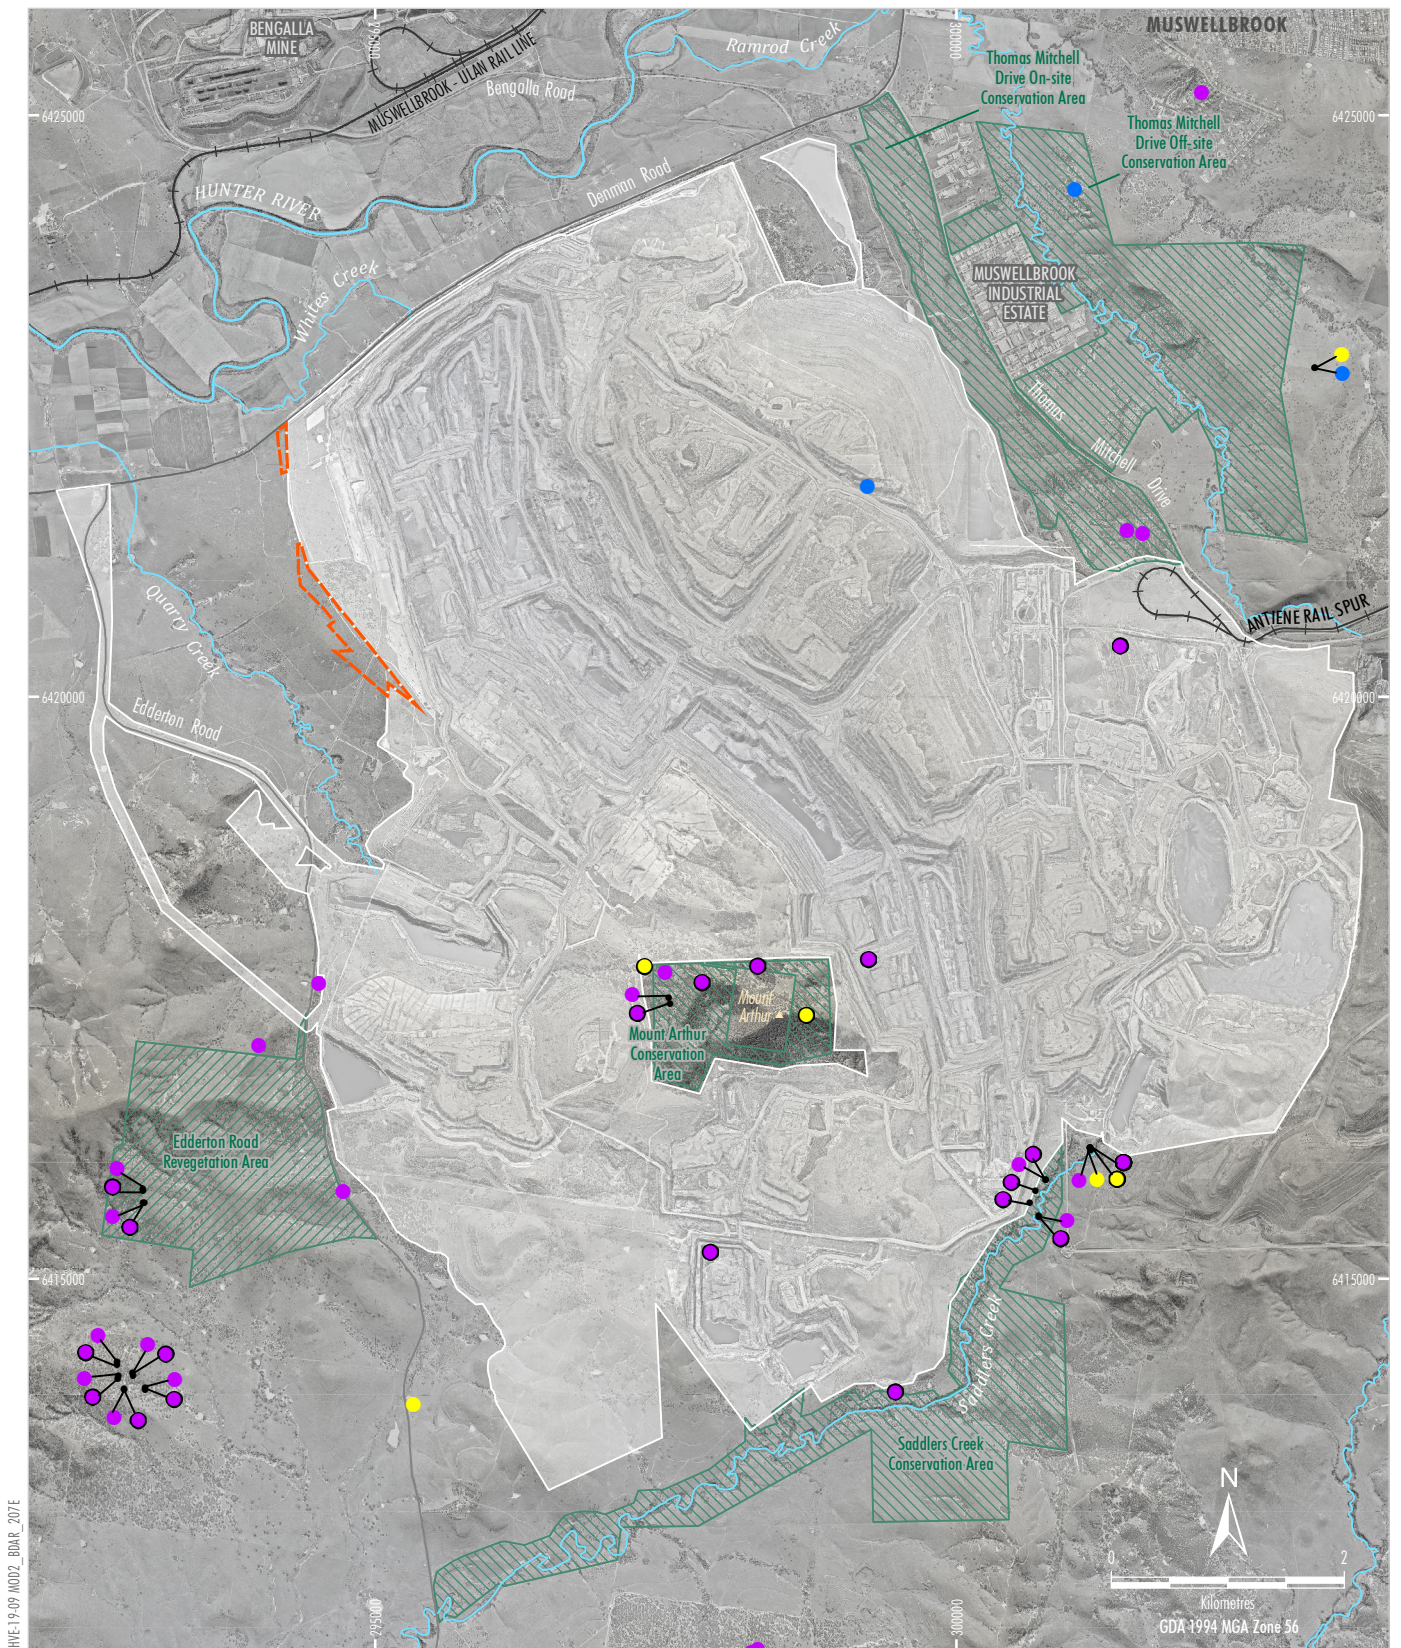 BENGALLA
MINE
295000
Ramrod Creek
300000
MUSWELLBROOK
MUSWELLBROOK - ULAN RAIL LINE
Bengalla Road
Thomas Mitchell
Drive On-site
Conservation Area
6425000
6425000
Thomas Mitchell
Drive Off-site
Conservation Area
HUNTER RIVER
Denman Road
Whites Creek
MUSWELLBROOK
INDUSTRIAL
ESTATE
Thomas
Mitchell
Drive
Quarry Creek
ANTIENE RAIL SPUR
6420000
6420000
Edderton Road
Mount
Arthur
Mount Arthur
Conservation
Area
Edderton Road
Revegetation Area
6415000
6415000
Saddlers Creek
Saddlers Creek
Conservation Area
N
0
2
Kilometres
GDA 1994 MGA Zone 56
295000
300000
HVE-19-09 MOD2_BDAR_207E